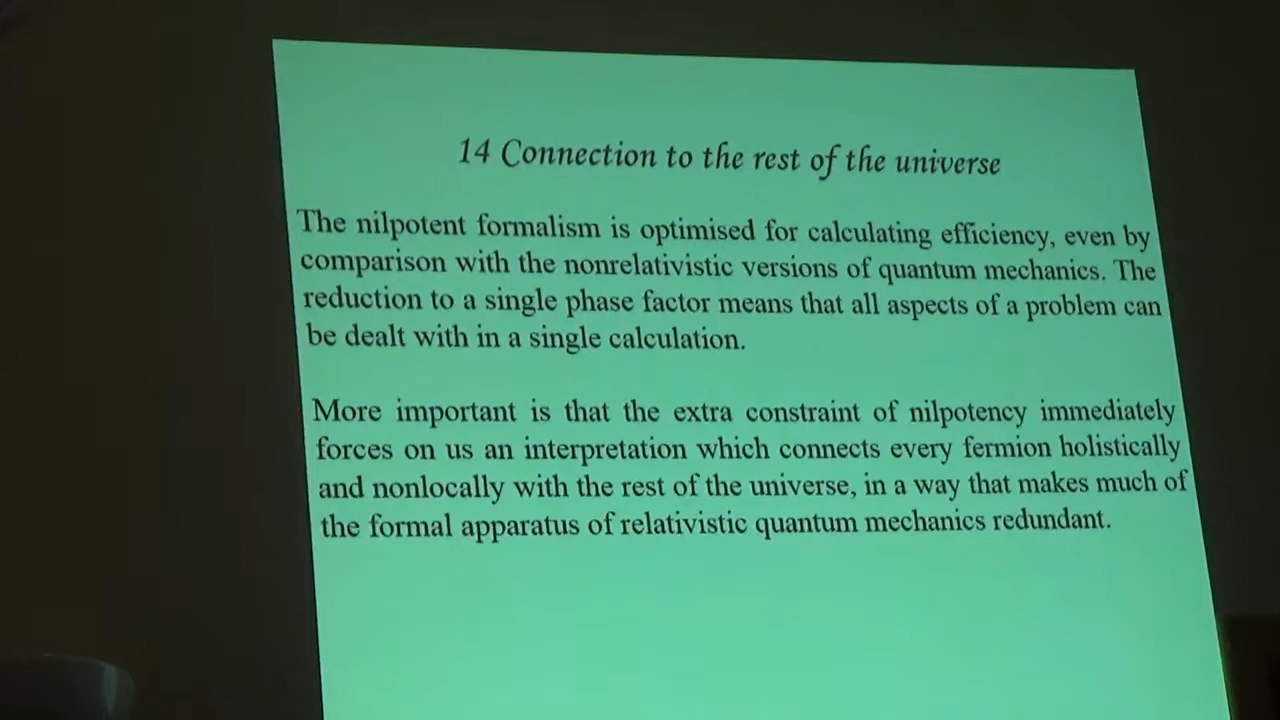 14 Connection to the rest of the universe
The nilpotent formalism is optimised for calculating efficiency, even by
comparison with the nonrelativistic versions of quantum mechanics. The
reduction to a single phase factor means that all aspects of a problem can
be dealt with in a single calculation.
More important is that the extra constraint of nilpotency immediately
forces on us an interpretation which connects every fermion holistically
and nonlocally with the rest of the universe, in a way that makes much of
the formal apparatus of relativistic quantum mechanics redundant.